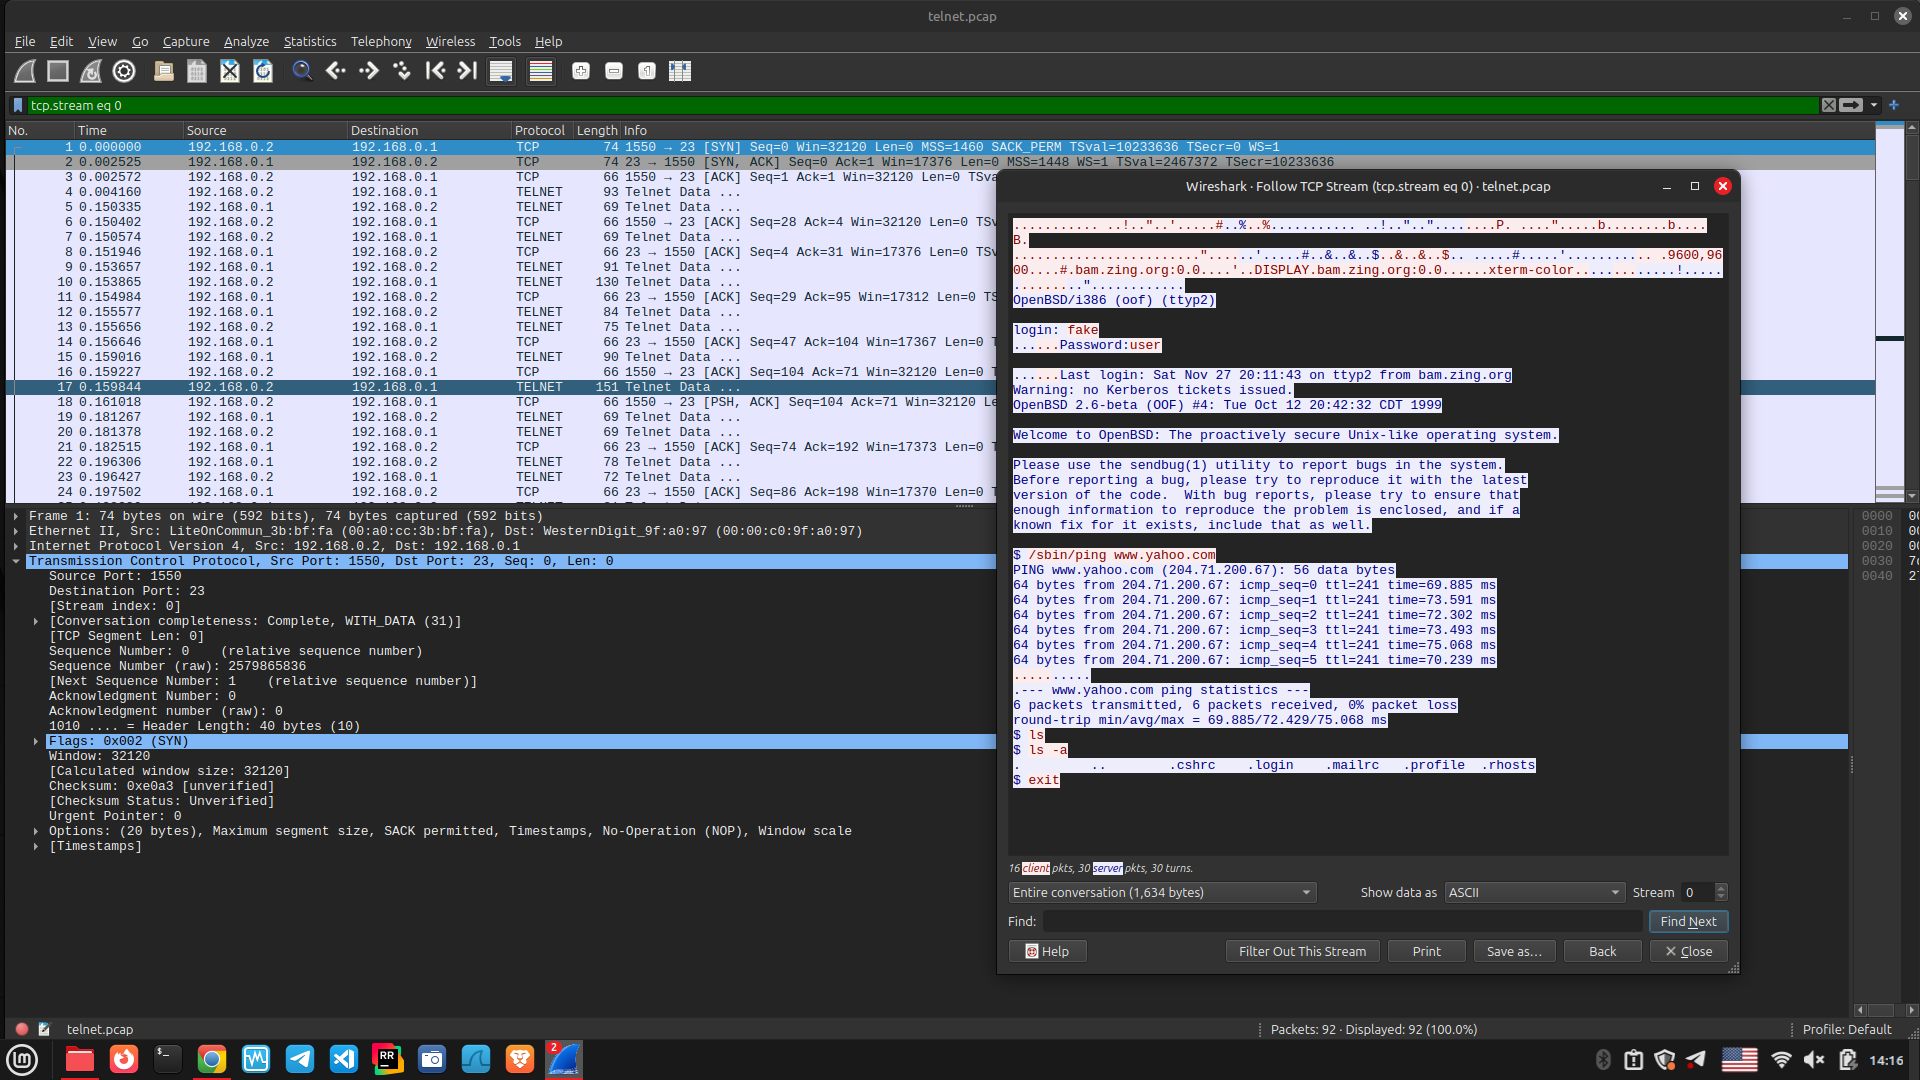 telnet.pcap
File Edit View Go Capture Analyze Statistics Telephony Wireless Tools Help
tcp.stream eq 0
No. Time Source Destination Protocol Length Info
1 0.000000 192.168.0.2 192.168.0.1 TCP 74 1550 → 23 [SYN] Seq=0 Win=32120 Len=0 MSS=1460 SACK_PERM TSval=10233636 TSecr=0 WS=1
2 0.002525 192.168.0.1 192.168.0.2 TCP 74 23 → 1550 [SYN, ACK] Seq=0 Ack=1 Win=17376 Len=0 MSS=1448 WS=1 TSval=2467372 TSecr=10233636
3 0.002572 192.168.0.2 192.168.0.1 TCP 66 1550 → 23 [ACK] Seq=1 Ack=1 Win=32120 Len=0 TSva
4 0.004160 192.168.0.2 192.168.0.1 TELNET 93 Telnet Data ...
5 0.150335 192.168.0.1 192.168.0.2 TELNET 69 Telnet Data ...
6 0.150402 192.168.0.2 192.168.0.1 TCP 66 1550 → 23 [ACK] Seq=28 Ack=4 Win=32120 Len=0 TSv
7 0.150574 192.168.0.2 192.168.0.1 TELNET 69 Telnet Data ...
8 0.151946 192.168.0.1 192.168.0.2 TCP 66 23 → 1550 [ACK] Seq=4 Ack=31 Win=17376 Len=0 TSv
9 0.153657 192.168.0.1 192.168.0.2 TELNET 91 Telnet Data ...
10 0.153865 192.168.0.2 192.168.0.1 TELNET 130 Telnet Data ...
11 0.154984 192.168.0.1 192.168.0.2 TCP 66 23 → 1550 [ACK] Seq=29 Ack=95 Win=17312 Len=0 TS
12 0.155577 192.168.0.1 192.168.0.2 TELNET 84 Telnet Data ...
13 0.155656 192.168.0.2 192.168.0.1 TELNET 75 Telnet Data ...
14 0.156646 192.168.0.1 192.168.0.2 TCP 66 23 → 1550 [ACK] Seq=47 Ack=104 Win=17367 Len=0 T
15 0.159016 192.168.0.1 192.168.0.2 TELNET 90 Telnet Data ...
16 0.159227 192.168.0.2 192.168.0.1 TCP 66 1550 → 23 [ACK] Seq=104 Ack=71 Win=32120 Len=0 T
17 0.159844 192.168.0.2 192.168.0.1 TELNET 151 Telnet Data ...
18 0.161018 192.168.0.2 192.168.0.1 TCP 66 1550 → 23 [PSH, ACK] Seq=104 Ack=71 Win=32120 Le
19 0.181267 192.168.0.1 192.168.0.2 TELNET 69 Telnet Data ...
20 0.181378 192.168.0.2 192.168.0.1 TELNET 69 Telnet Data ...
21 0.182515 192.168.0.1 192.168.0.2 TCP 66 23 → 1550 [ACK] Seq=74 Ack=192 Win=17373 Len=0 T
22 0.196306 192.168.0.1 192.168.0.2 TELNET 78 Telnet Data ...
23 0.196427 192.168.0.2 192.168.0.1 TELNET 72 Telnet Data ...
24 0.197502 192.168.0.1 192.168.0.2 TCP 66 23 → 1550 [ACK] Seq=86 Ack=198 Win=17370 Len=0 T
Frame 1: 74 bytes on wire (592 bits), 74 bytes captured (592 bits)
Ethernet II, Src: LiteOnCommun_3b:bf:fa (00:a0:cc:3b:bf:fa), Dst: WesternDigit_9f:a0:97 (00:00:c0:9f:a0:97)
Internet Protocol Version 4, Src: 192.168.0.2, Dst: 192.168.0.1
Transmission Control Protocol, Src Port: 1550, Dst Port: 23, Seq: 0, Len: 0
Source Port: 1550
Destination Port: 23
[Stream index: 0]
[Conversation completeness: Complete, WITH_DATA (31)]
[TCP Segment Len: 0]
Sequence Number: 0    (relative sequence number)
Sequence Number (raw): 2579865836
[Next Sequence Number: 1    (relative sequence number)]
Acknowledgment Number: 0
Acknowledgment number (raw): 0
1010 .... = Header Length: 40 bytes (10)
Flags: 0x002 (SYN)
Window: 32120
[Calculated window size: 32120]
Checksum: 0xe0a3 [unverified]
[Checksum Status: Unverified]
Urgent Pointer: 0
Options: (20 bytes), Maximum segment size, SACK permitted, Timestamps, No-Operation (NOP), Window scale
[Timestamps]
0000 00
0010 00
0020 00
0030 7d
0040 27
Wireshark · Follow TCP Stream (tcp.stream eq 0) · telnet.pcap
........... ..!.."..'.....#..%..%........... ..!..".."........P. ....".....b........b....
B.
........................"......'.....#..&..&..$..&..&..$.. .....#.....'........... .9600,96
00....#.bam.zing.org:0.0....'..DISPLAY.bam.zing.org:0.0......xterm-color.............!.....
.........."............
OpenBSD/i386 (oof) (ttyp2)
login: fake
......Password:user
......Last login: Sat Nov 27 20:11:43 on ttyp2 from bam.zing.org
Warning: no Kerberos tickets issued.
OpenBSD 2.6-beta (OOF) #4: Tue Oct 12 20:42:32 CDT 1999
Welcome to OpenBSD: The proactively secure Unix-like operating system.
Please use the sendbug(1) utility to report bugs in the system.
Before reporting a bug, please try to reproduce it with the latest
version of the code.  With bug reports, please try to ensure that
enough information to reproduce the problem is enclosed, and if a
known fix for it exists, include that as well.
$ /sbin/ping www.yahoo.com
PING www.yahoo.com (204.71.200.67): 56 data bytes
64 bytes from 204.71.200.67: icmp_seq=0 ttl=241 time=69.885 ms
64 bytes from 204.71.200.67: icmp_seq=1 ttl=241 time=73.591 ms
64 bytes from 204.71.200.67: icmp_seq=2 ttl=241 time=72.302 ms
64 bytes from 204.71.200.67: icmp_seq=3 ttl=241 time=73.493 ms
64 bytes from 204.71.200.67: icmp_seq=4 ttl=241 time=75.068 ms
64 bytes from 204.71.200.67: icmp_seq=5 ttl=241 time=70.239 ms
..........
.--- www.yahoo.com ping statistics ---
6 packets transmitted, 6 packets received, 0% packet loss
round-trip min/avg/max = 69.885/72.429/75.068 ms
$ ls
$ ls -a
.         ..        .cshrc    .login    .mailrc   .profile  .rhosts
$ exit
16 client pkts, 30 server pkts, 30 turns.
Entire conversation (1,634 bytes) Show data as ASCII Stream 0
Find: Find Next
Help Filter Out This Stream Print Save as... Back Close
telnet.pcap Packets: 92 · Displayed: 92 (100.0%) Profile: Default
RR 2 14:16